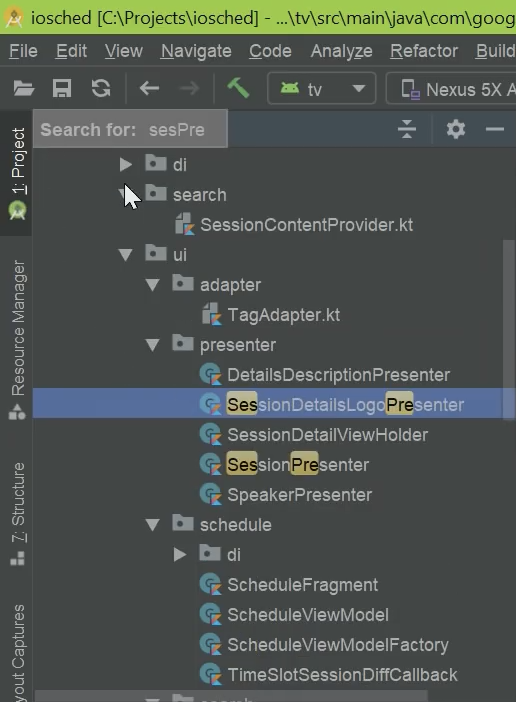 iosched [C:\Projects\iosched] - ...\tv\src\main\java\com\goog
File Edit View Navigate Code Analyze Refactor Build
tv Nexus 5X A
Search for: sesPre
1: Project
di
search
SessionContentProvider.kt
ui
Resource Manager
adapter
TagAdapter.kt
presenter
DetailsDescriptionPresenter
SessionDetailsLogoPresenter
SessionDetailViewHolder
SessionPresenter
7: Structure
SpeakerPresenter
schedule
di
ScheduleFragment
ScheduleViewModel
yout Captures
ScheduleViewModelFactory
TimeSlotSessionDiffCallback